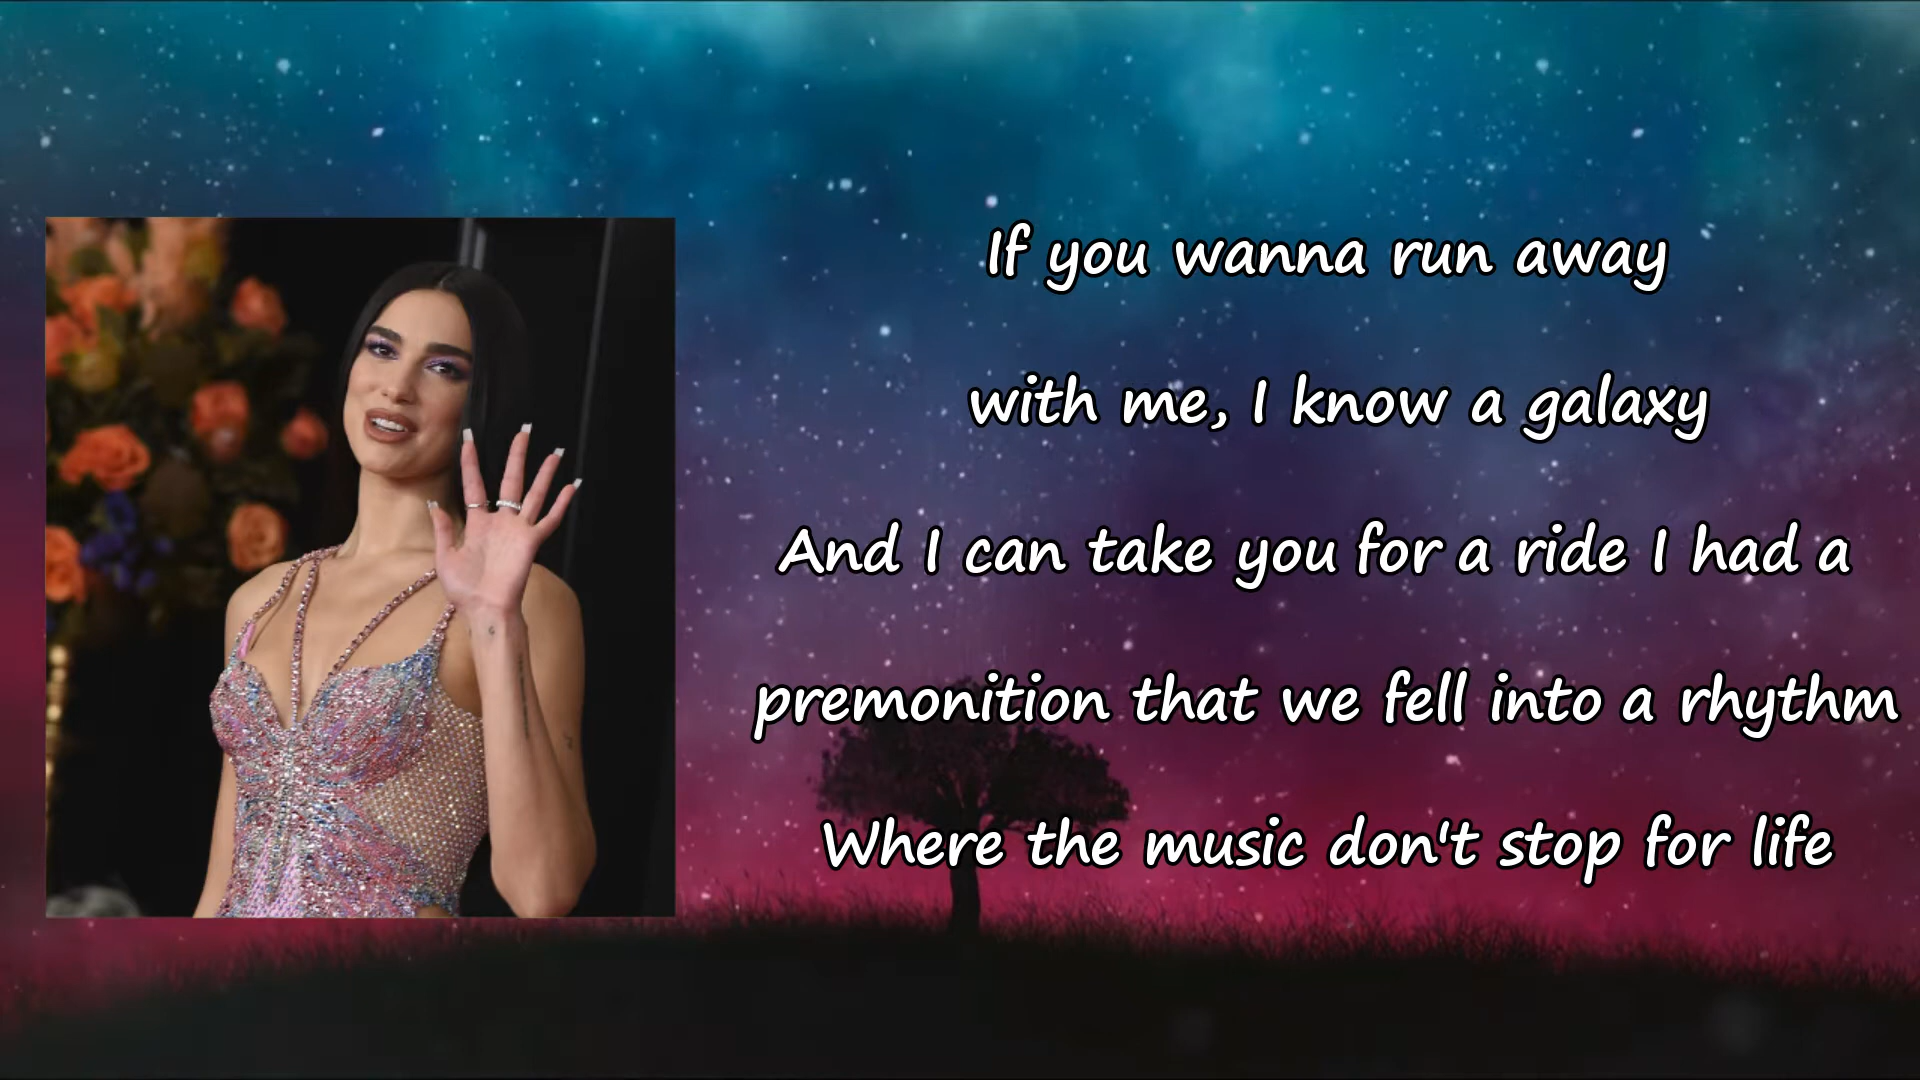 If you wanna run away
with me, I know a galaxy
And I can take you for a ride I had a
premonition that we fell into a rhythm
Where the music don't stop for life